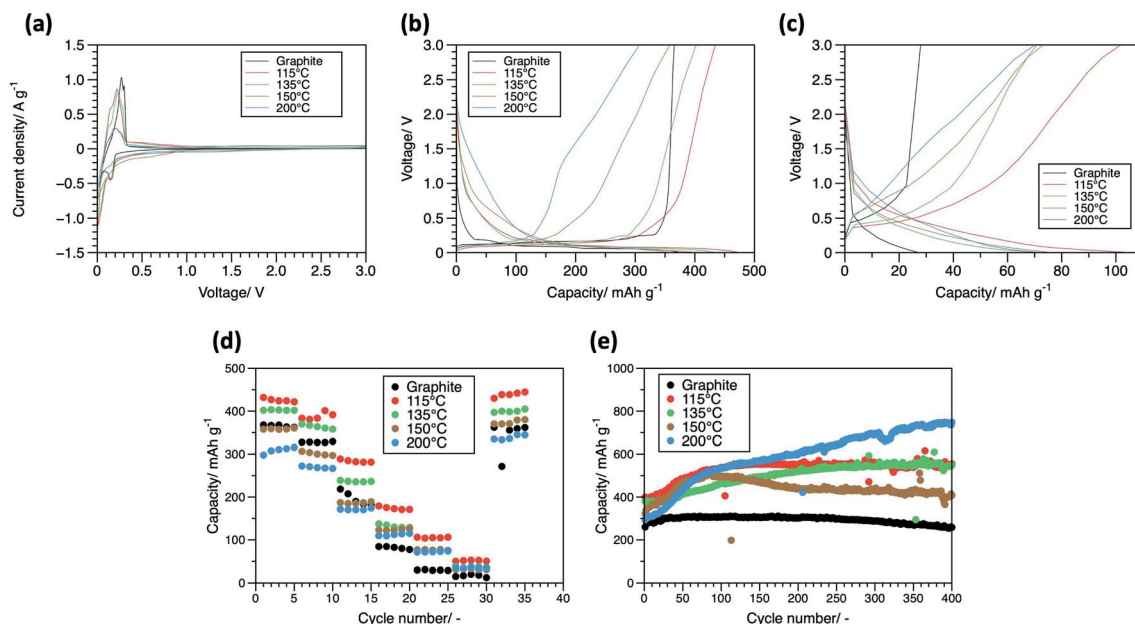 (a)
1.5
1.0
0.5
0
−0.5
−1.0
−1.5
Current density/ A g-1
0 0.5 1.0 1.5 2.0 2.5 3.0
Voltage/ V
Graphite
115°C
135°C
150°C
200°C
(b)
3.0
2.5
2.0
1.5
1.0
0.5
0
Voltage/ V
0 100 200 300 400 500
Capacity/ mAh g-1
Graphite
115°C
135°C
150°C
200°C
(c)
3.0
2.5
2.0
1.5
1.0
0.5
0
Voltage/ V
0 20 40 60 80 100
Capacity/ mAh g-1
Graphite
115°C
135°C
150°C
200°C
(d)
500
400
300
200
100
0
Capacity/ mAh g-1
0 5 10 15 20 25 30 35 40
Cycle number/ -
Graphite
115°C
135°C
150°C
200°C
(e)
1000
800
600
400
200
0
Capacity/ mAh g-1
0 50 100 150 200 250 300 350 400
Cycle number/ -
Graphite
115°C
135°C
150°C
200°C